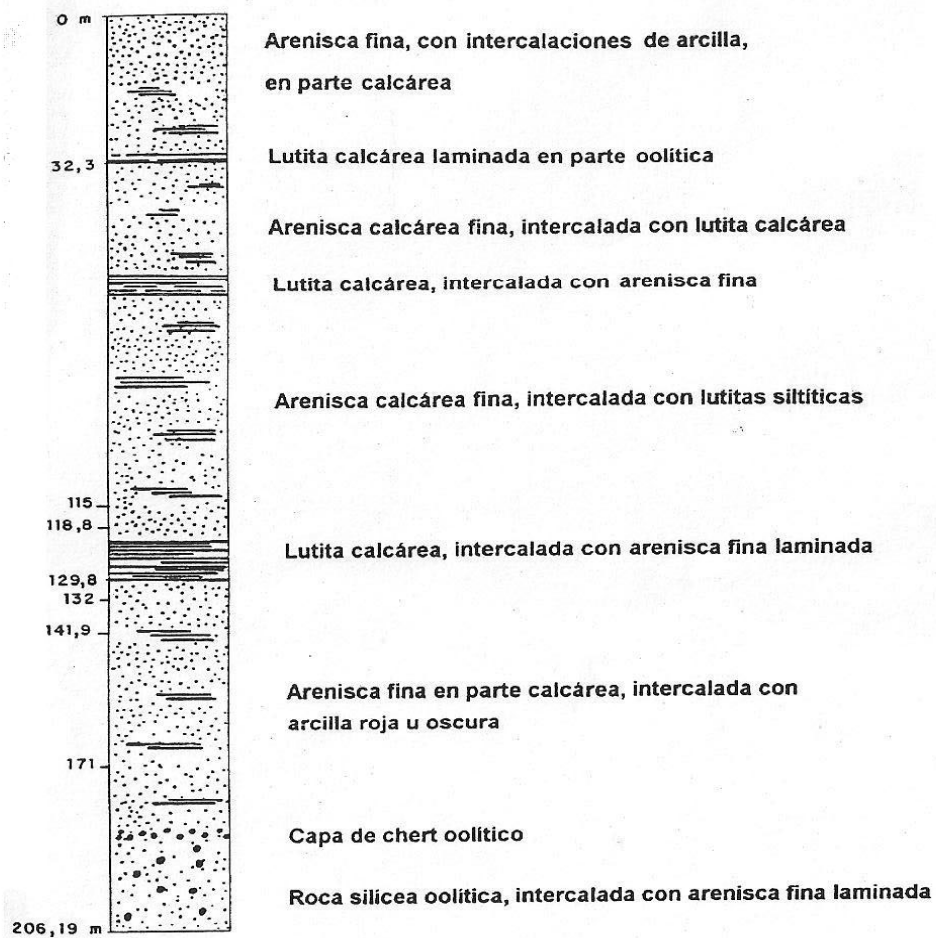 0 m
Arenisca fina, con intercalaciones de arcilla,
en parte calcárea
32,3
Lutita calcárea laminada en parte oolítica
Arenisca calcárea fina, intercalada con lutita calcárea
Lutita calcárea, intercalada con arenisca fina
Arenisca calcárea fina, intercalada con lutitas siltíticas
115
118,8
Lutita calcárea, intercalada con arenisca fina laminada
129,8
132
141,9
Arenisca fina en parte calcárea, intercalada con
arcilla roja u oscura
171
Capa de chert oolítico
Roca silicea oolítica, intercalada con arenisca fina laminada
206,19 m